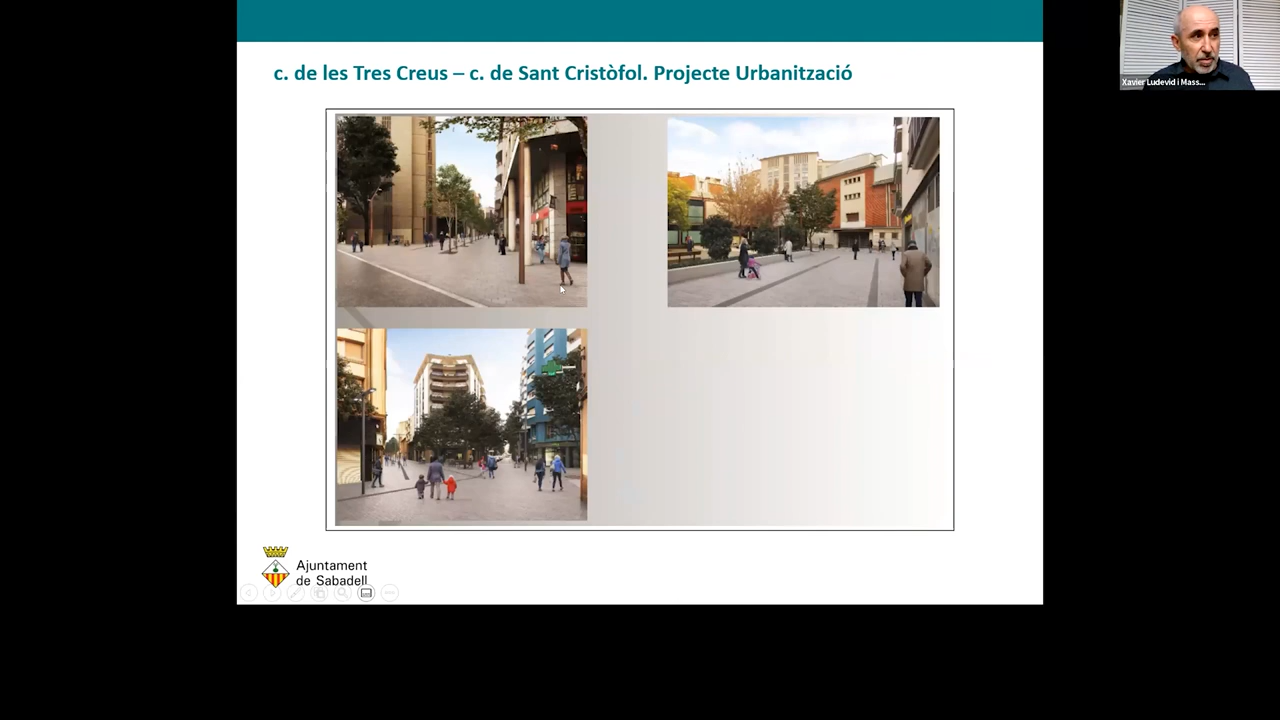 c. de les Tres Creus – c. de Sant Cristòfol. Projecte Urbanització
Xavier Ludevid i Mass...
Ajuntament
de Sabadell